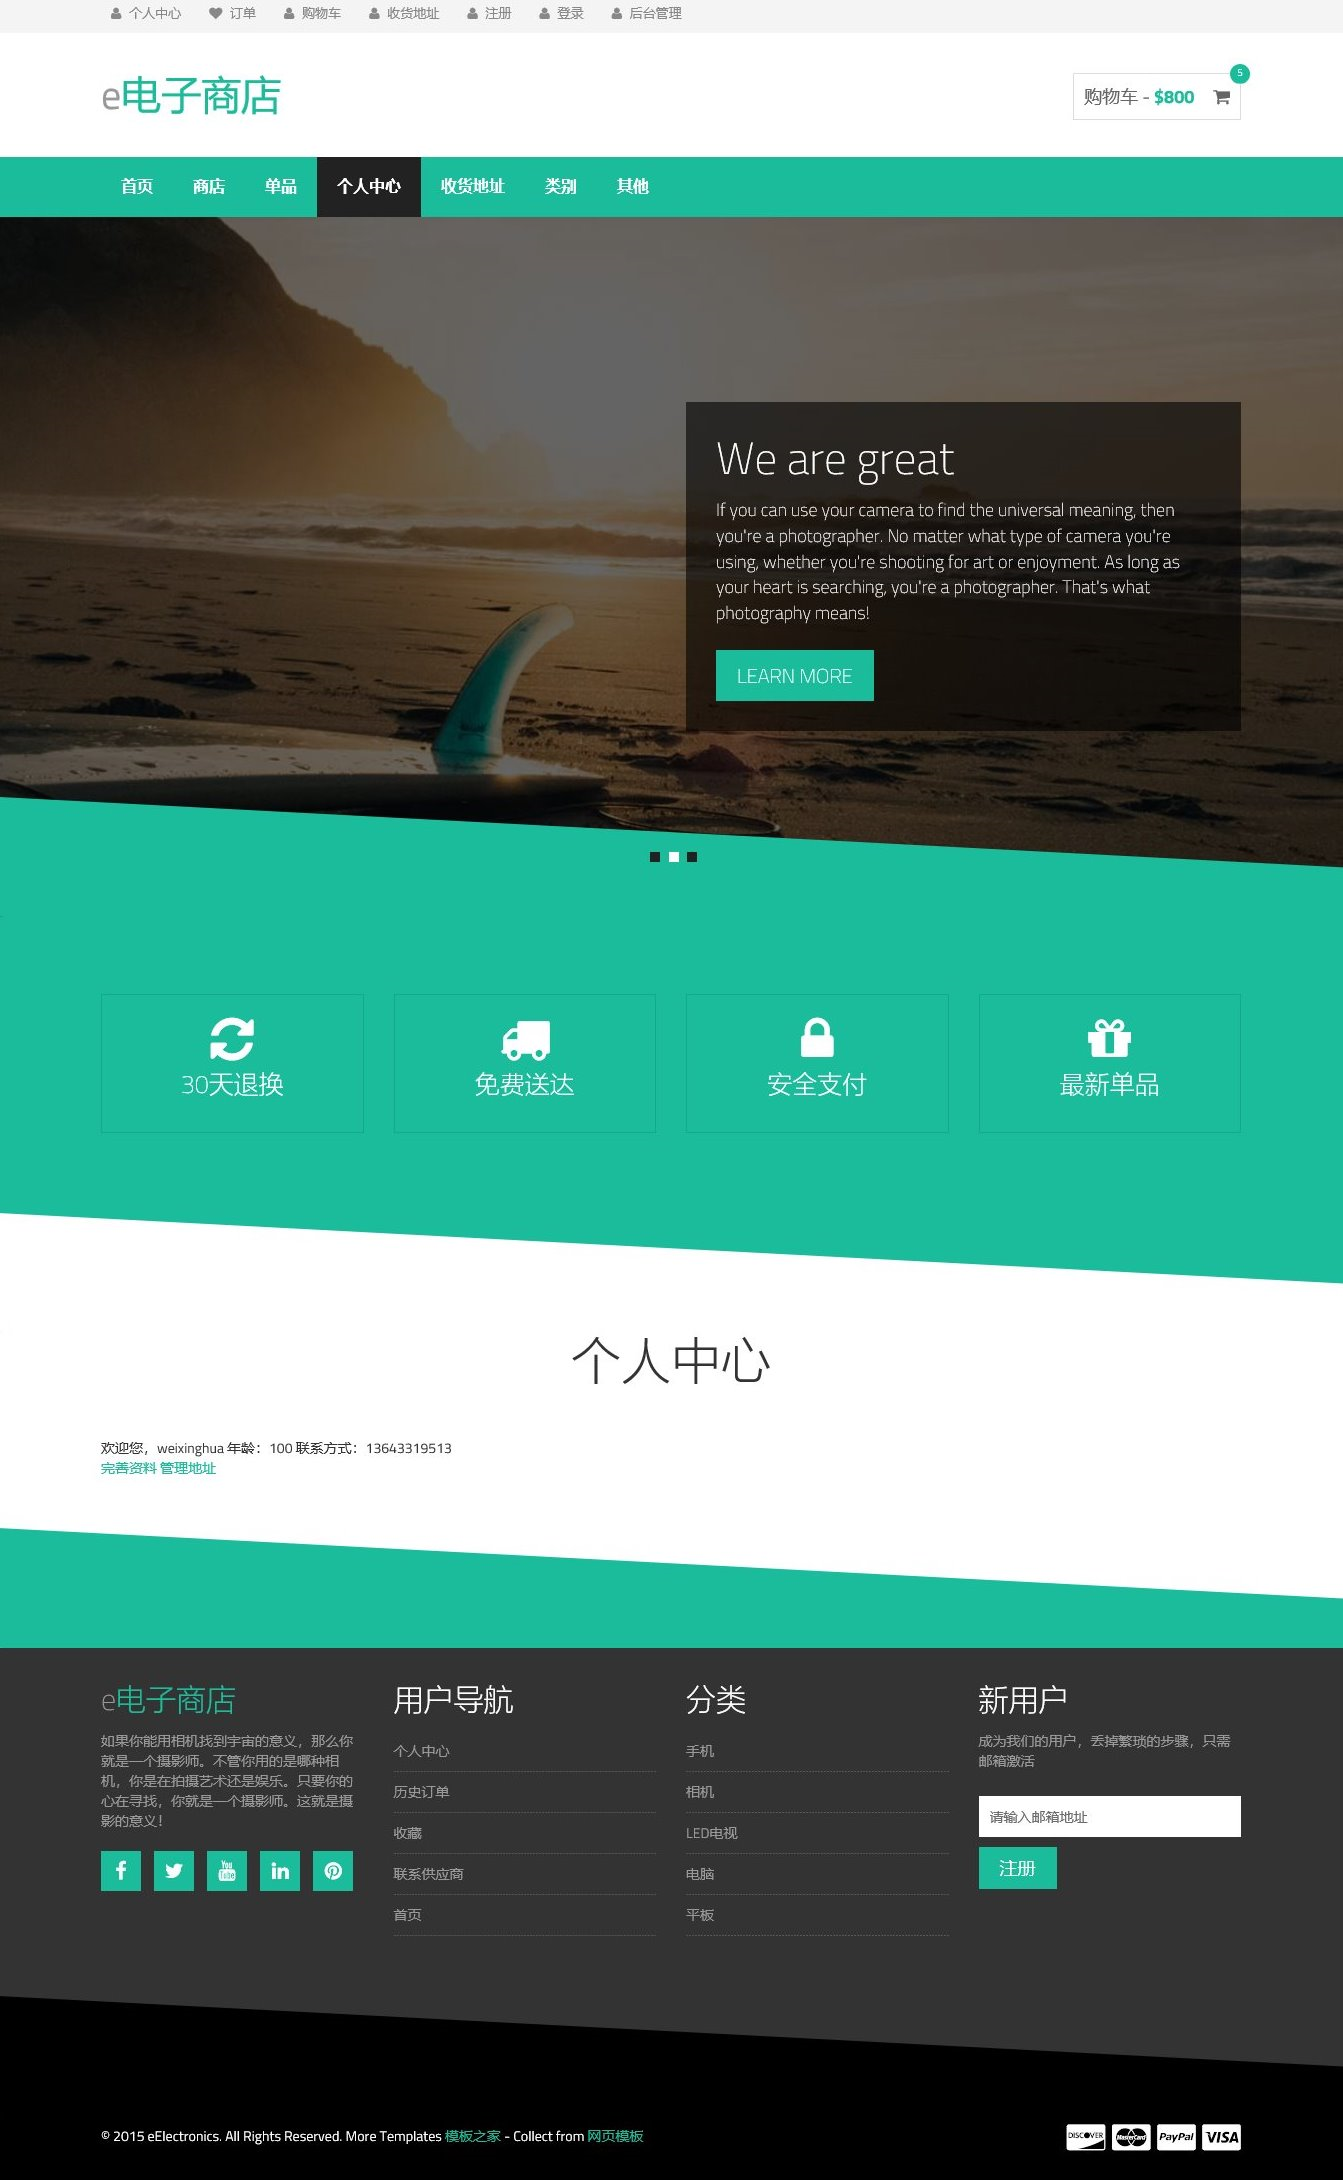 个人中心 订单 购物车 收货地址 注册 登录 后台管理
e电子商店
5
购物车 - $800
首页 商店 单品 个人中心 收货地址 类别 其他
We are great
If you can use your camera to find the universal meaning, then
you're a photographer. No matter what type of camera you're
using, whether you're shooting for art or enjoyment. As long as
your heart is searching, you're a photographer. That's what
photography means!
LEARN MORE
30天退换
免费送达
安全支付
最新单品
个人中心
欢迎您，weixinghua 年龄：100 联系方式：13643319513
完善资料 管理地址
e电子商店
如果你能用相机找到宇宙的意义，那么你
就是一个摄影师。不管你用的是哪种相
机，你是在拍摄艺术还是娱乐。只要你的
心在寻找，你就是一个摄影师。这就是摄
影的意义！
You Tube
用户导航
个人中心
历史订单
收藏
联系供应商
首页
分类
手机
相机
LED电视
电脑
平板
新用户
成为我们的用户，丢掉繁琐的步骤，只需
邮箱激活
请输入邮箱地址
注册
© 2015 eElectronics. All Rights Reserved. More Templates 模板之家 - Collect from 网页模板
DISCOVER MasterCard PayPal VISA